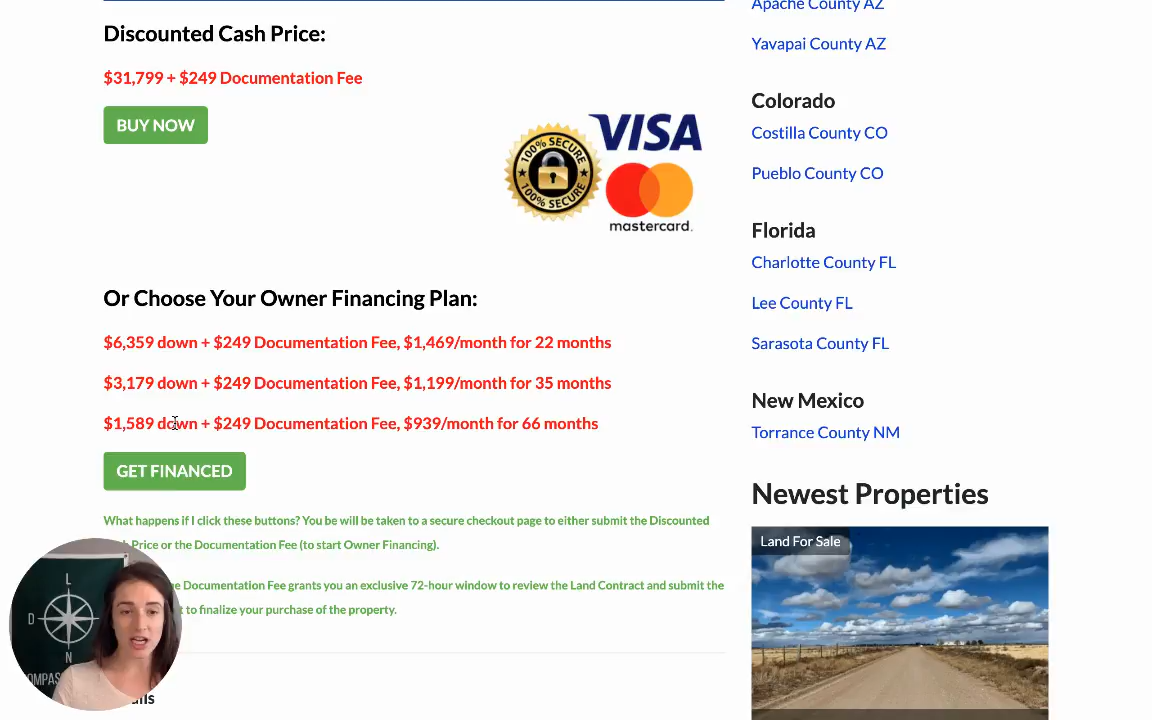 Discounted Cash Price:
$31,799 + $249 Documentation Fee
BUY NOW
100% SECURE
100% SECURE
VISA
mastercard.
Or Choose Your Owner Financing Plan:
$6,359 down + $249 Documentation Fee, $1,469/month for 22 months
$3,179 down + $249 Documentation Fee, $1,199/month for 35 months
$1,589 down + $249 Documentation Fee, $939/month for 66 months
GET FINANCED
What happens if I click these buttons? You be will be taken to a secure checkout page to either submit the Discounted
Price or the Documentation Fee (to start Owner Financing).
Documentation Fee grants you an exclusive 72-hour window to review the Land Contract and submit the
to finalize your purchase of the property.
L
D
N
Apache County AZ
Yavapai County AZ
Colorado
Costilla County CO
Pueblo County CO
Florida
Charlotte County FL
Lee County FL
Sarasota County FL
New Mexico
Torrance County NM
Newest Properties
Land For Sale